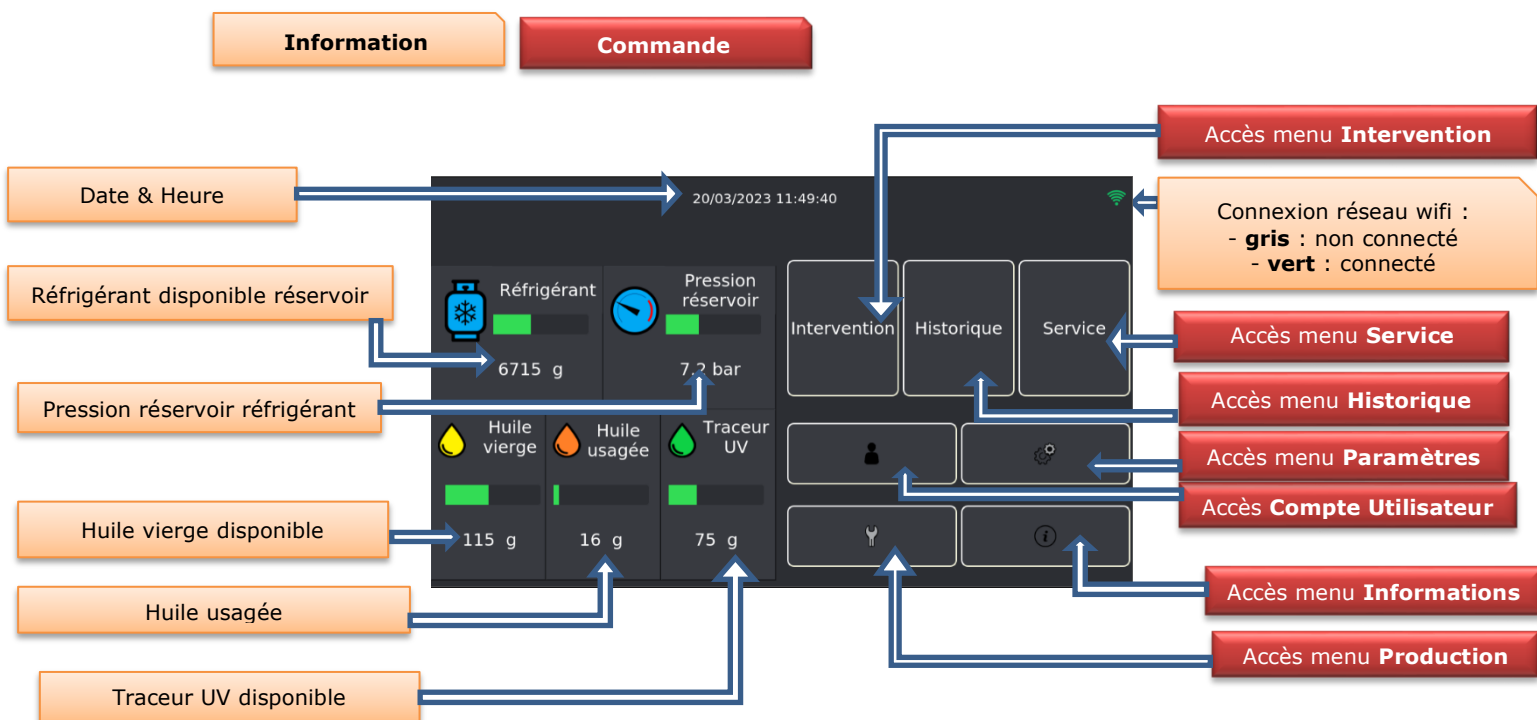 Information
Commande
Accès menu Intervention
Date & Heure
20/03/2023 11:49:40
Connexion réseau wifi :
- gris : non connecté
- vert : connecté
Réfrigérant disponible réservoir
Réfrigérant
6715 g
Pression
réservoir
7.2 bar
Intervention
Historique
Service
Accès menu Service
Pression réservoir réfrigérant
Accès menu Historique
Huile
vierge
115 g
Huile
usagée
16 g
Traceur
UV
75 g
Accès menu Paramètres
Accès Compte Utilisateur
Huile vierge disponible
i
Accès menu Informations
Huile usagée
Accès menu Production
Traceur UV disponible